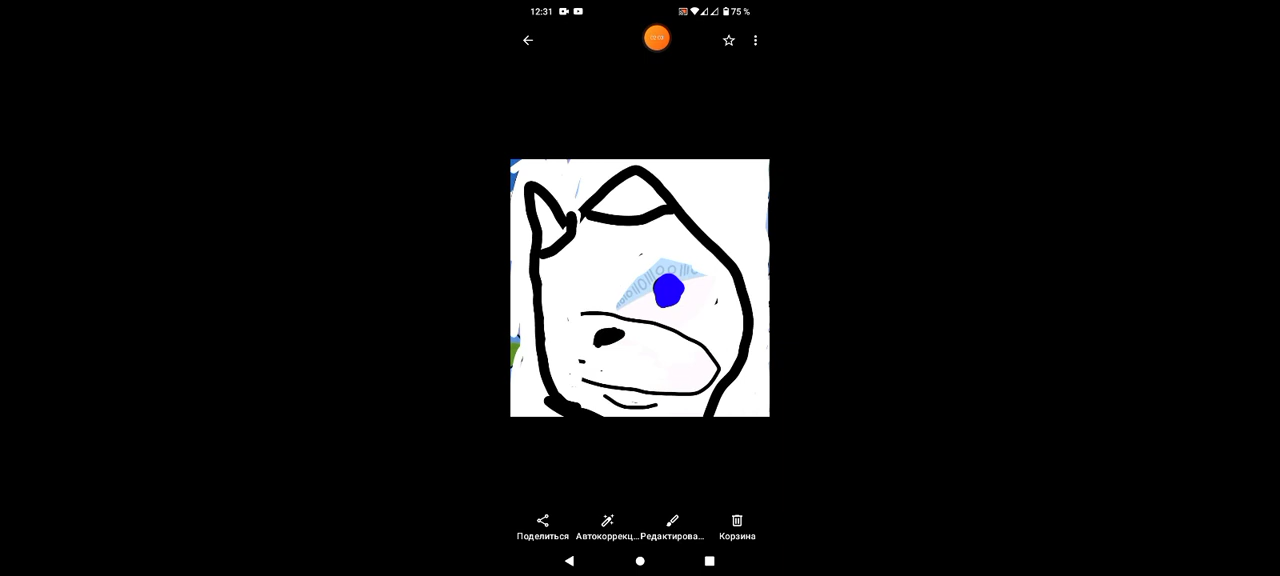 12:31
75 %
Поделиться
Автокоррекц...
Редактирова...
Корзина